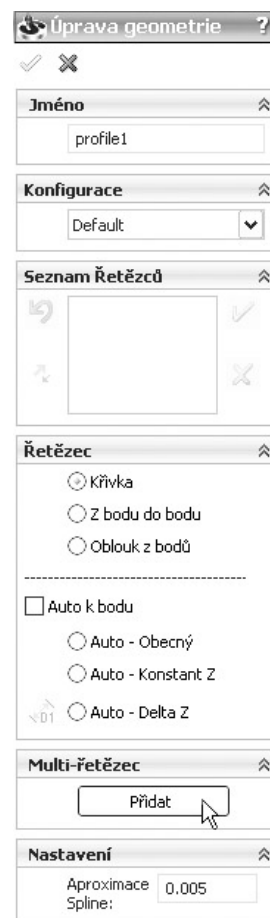 Úprava geometrie ?
Jméno
profile1
Konfigurace
Default
Seznam Řetězců
Řetězec
Křivka
Z bodu do bodu
Oblouk z bodů
Auto k bodu
Auto - Obecný
Auto - Konstant Z
D1 Auto - Delta Z
Multi-řetězec
Přidat
Nastavení
Aproximace 0.005
Spline: